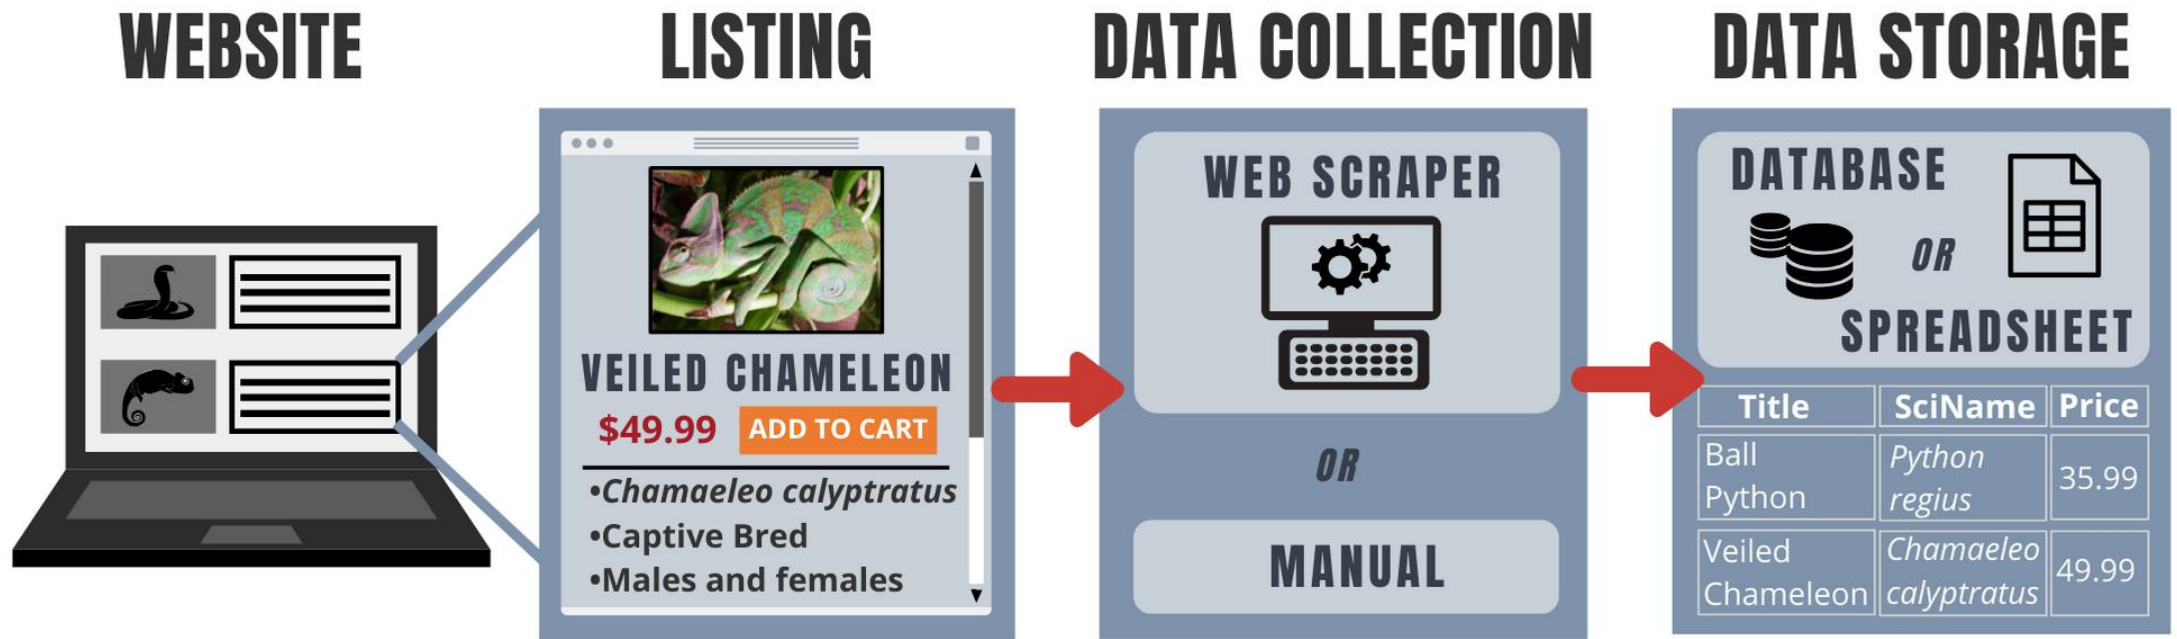 WEBSITE
LISTING
DATA COLLECTION
DATA STORAGE
VEILED CHAMELEON
$49.99
ADD TO CART
•Chamaeleo calyptratus
•Captive Bred
•Males and females
WEB SCRAPER
OR
MANUAL
DATABASE
OR
SPREADSHEET
Title SciName Price
Ball
Python
Python
regius
35.99
Veiled
Chameleon
Chamaeleo
calyptratus
49.99